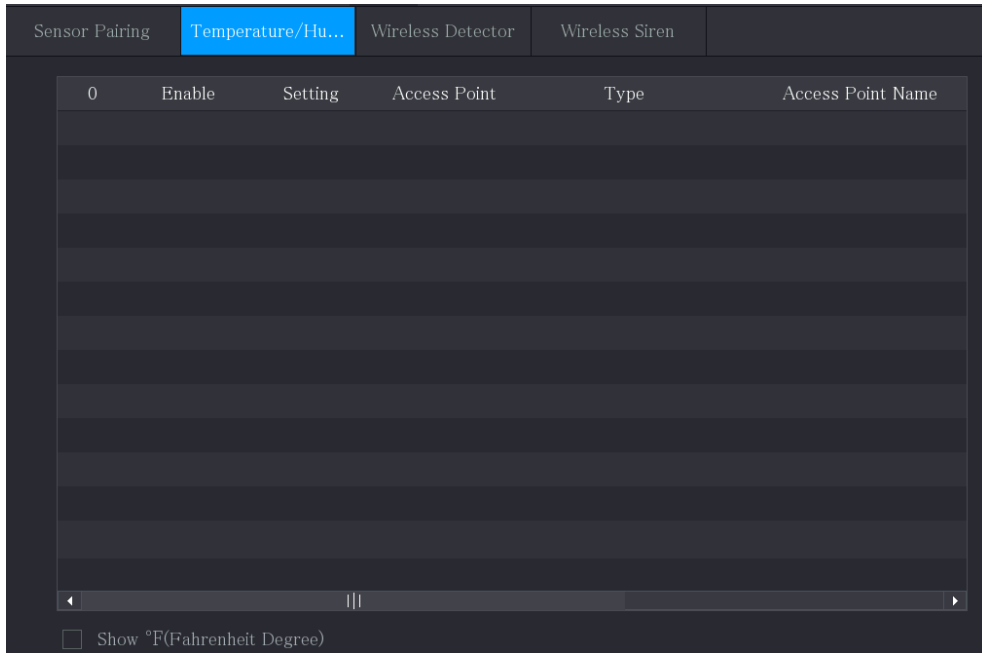 Sensor Pairing Temperature/Hu... Wireless Detector Wireless Siren
0 Enable Setting Access Point Type Access Point Name
Show °F(Fahrenheit Degree)